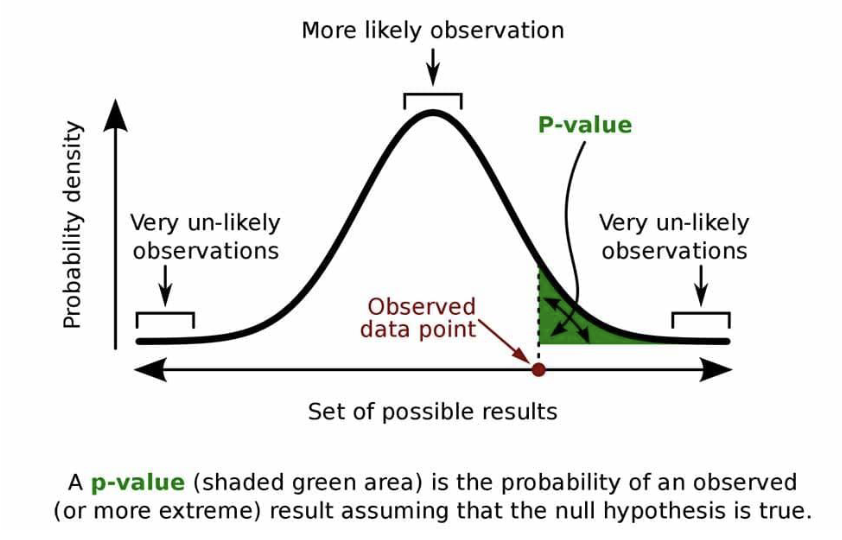 More likely observation
P-value
Probability density
Very un-likely
observations
Very un-likely
observations
Observed
data point
Set of possible results
A p-value (shaded green area) is the probability of an observed
(or more extreme) result assuming that the null hypothesis is true.